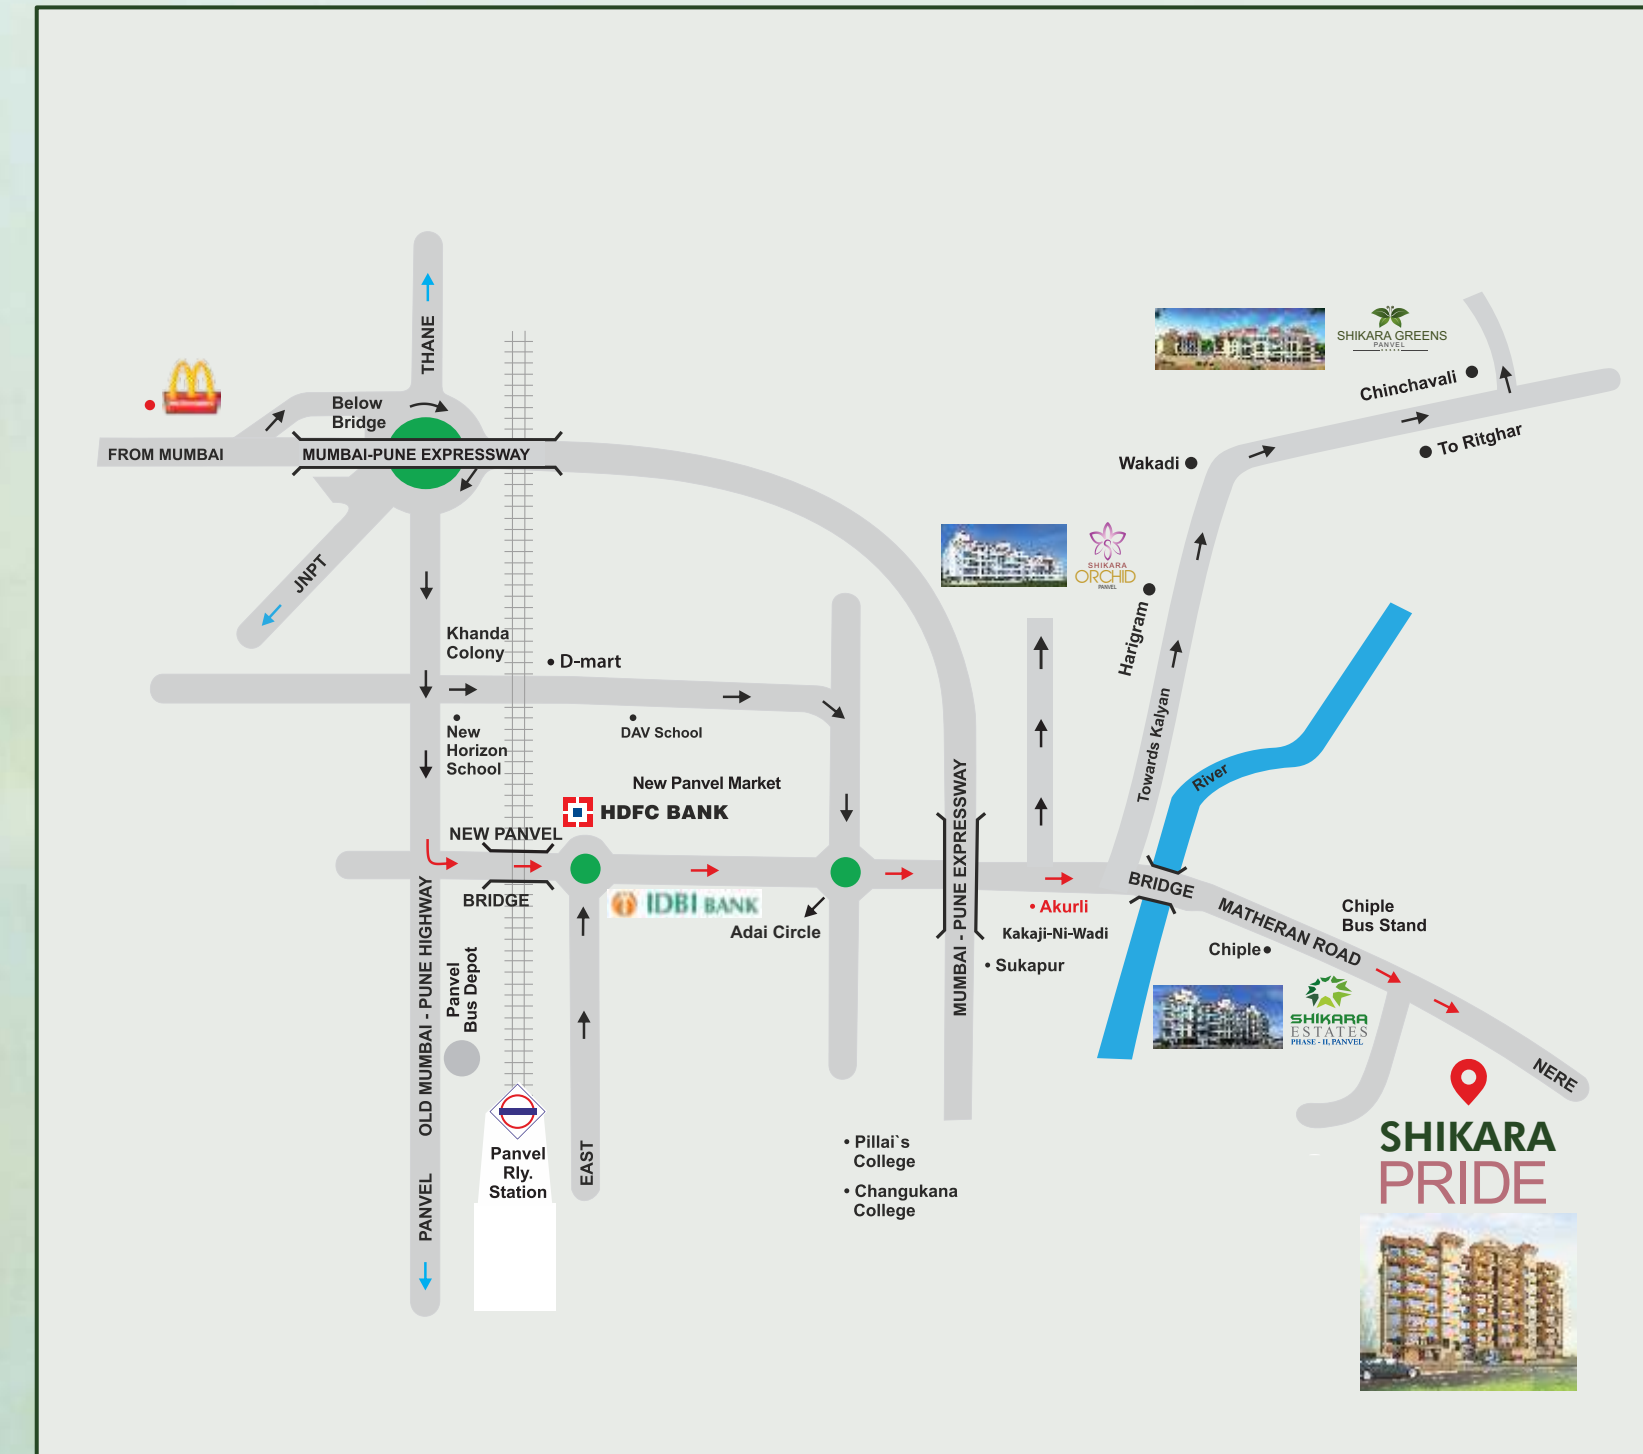 THANE
SHIKARA GREENS
PANVEL
Chinchavali
To Ritghar
Below
Bridge
FROM MUMBAI
MUMBAI-PUNE EXPRESSWAY
Wakadi
JNPT
SHIKARA
ORCHID
PANVEL
Harigram
Khanda
Colony
• D-mart
New
Horizon
School
DAV School
Towards Kalyan
River
New Panvel Market
HDFC BANK
NEW PANVEL
BRIDGE
IDBI BANK
Adai Circle
MUMBAI - PUNE EXPRESSWAY
• Akurli
Kakaji-Ni-Wadi
• Sukapur
BRIDGE
MATHERAN ROAD
Chiple
Bus Stand
Chiple
SHIKARA
ESTATES
PHASE - II, PANVEL
NERE
OLD MUMBAI - PUNE HIGHWAY
Panvel
Bus Depot
PANVEL
Panvel
Rly.
Station
EAST
• Pillai`s
College
• Changukana
College
SHIKARA
PRIDE